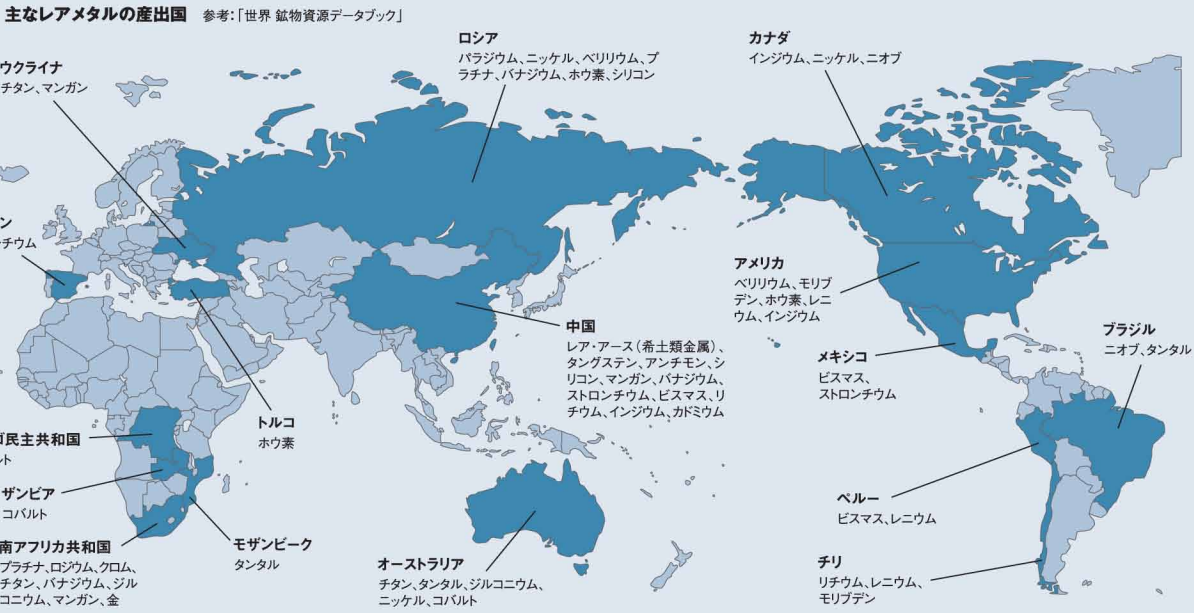 主なレアメタルの産出国 参考:「世界 鉱物資源データブック」
ロシア
パラジウム、ニッケル、ベリリウム、プ
ラチナ、バナジウム、ホウ素、シリコン
カナダ
インジウム、ニッケル、ニオブ
ウクライナ
チタン、マンガン
ン
チウム
アメリカ
ベリリウム、モリブ
デン、ホウ素、レニ
ウム、インジウム
中国
レア・アース(希土類金属)、
タングステン、アンチモン、シ
リコン、マンガン、バナジウム、
ストロンチウム、ビスマス、リ
チウム、インジウム、カドミウム
ブラジル
ニオブ、タンタル
メキシコ
ビスマス、
ストロンチウム
トルコ
ホウ素
民主共和国
ルト
ザンビア
コバルト
ペルー
ビスマス、レニウム
南アフリカ共和国
プラチナ、ロジウム、クロム、
チタン、バナジウム、ジル
コニウム、マンガン、金
モザンビーク
タンタル
オーストラリア
チタン、タンタル、ジルコニウム、
ニッケル、コバルト
チリ
リチウム、レニウム、
モリブデン